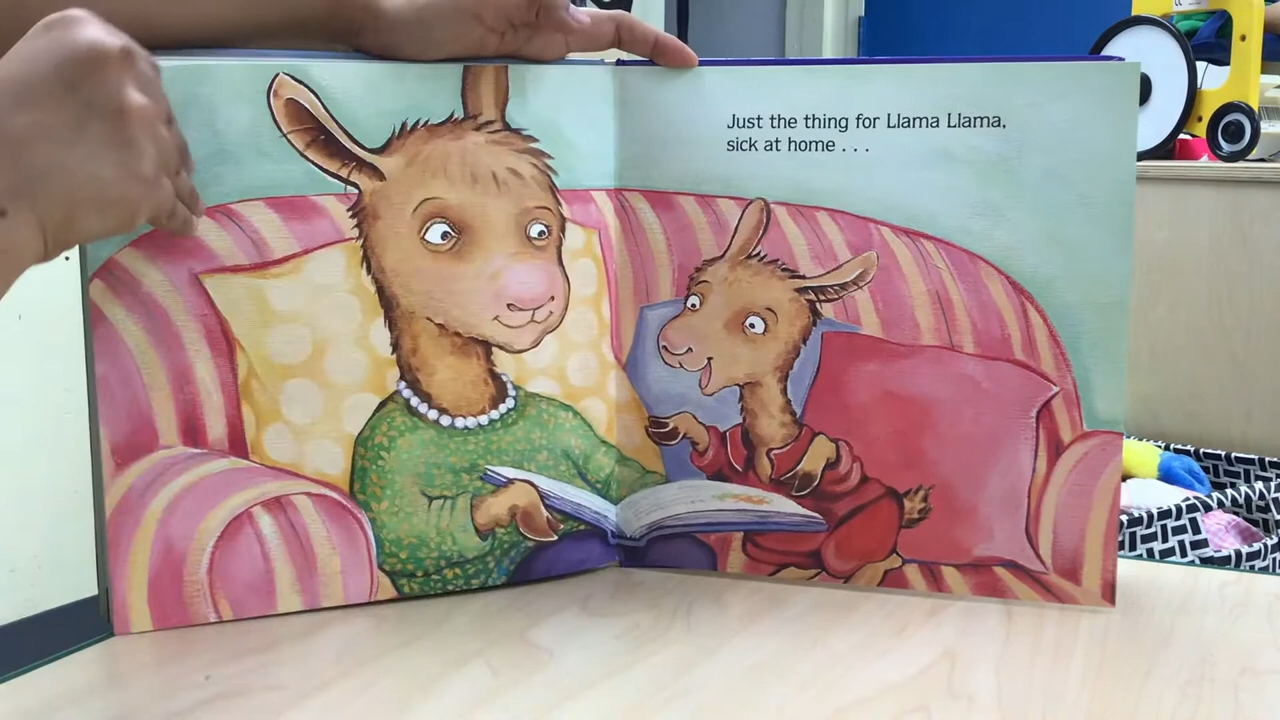 Just the thing for Llama Llama,
sick at home . . .